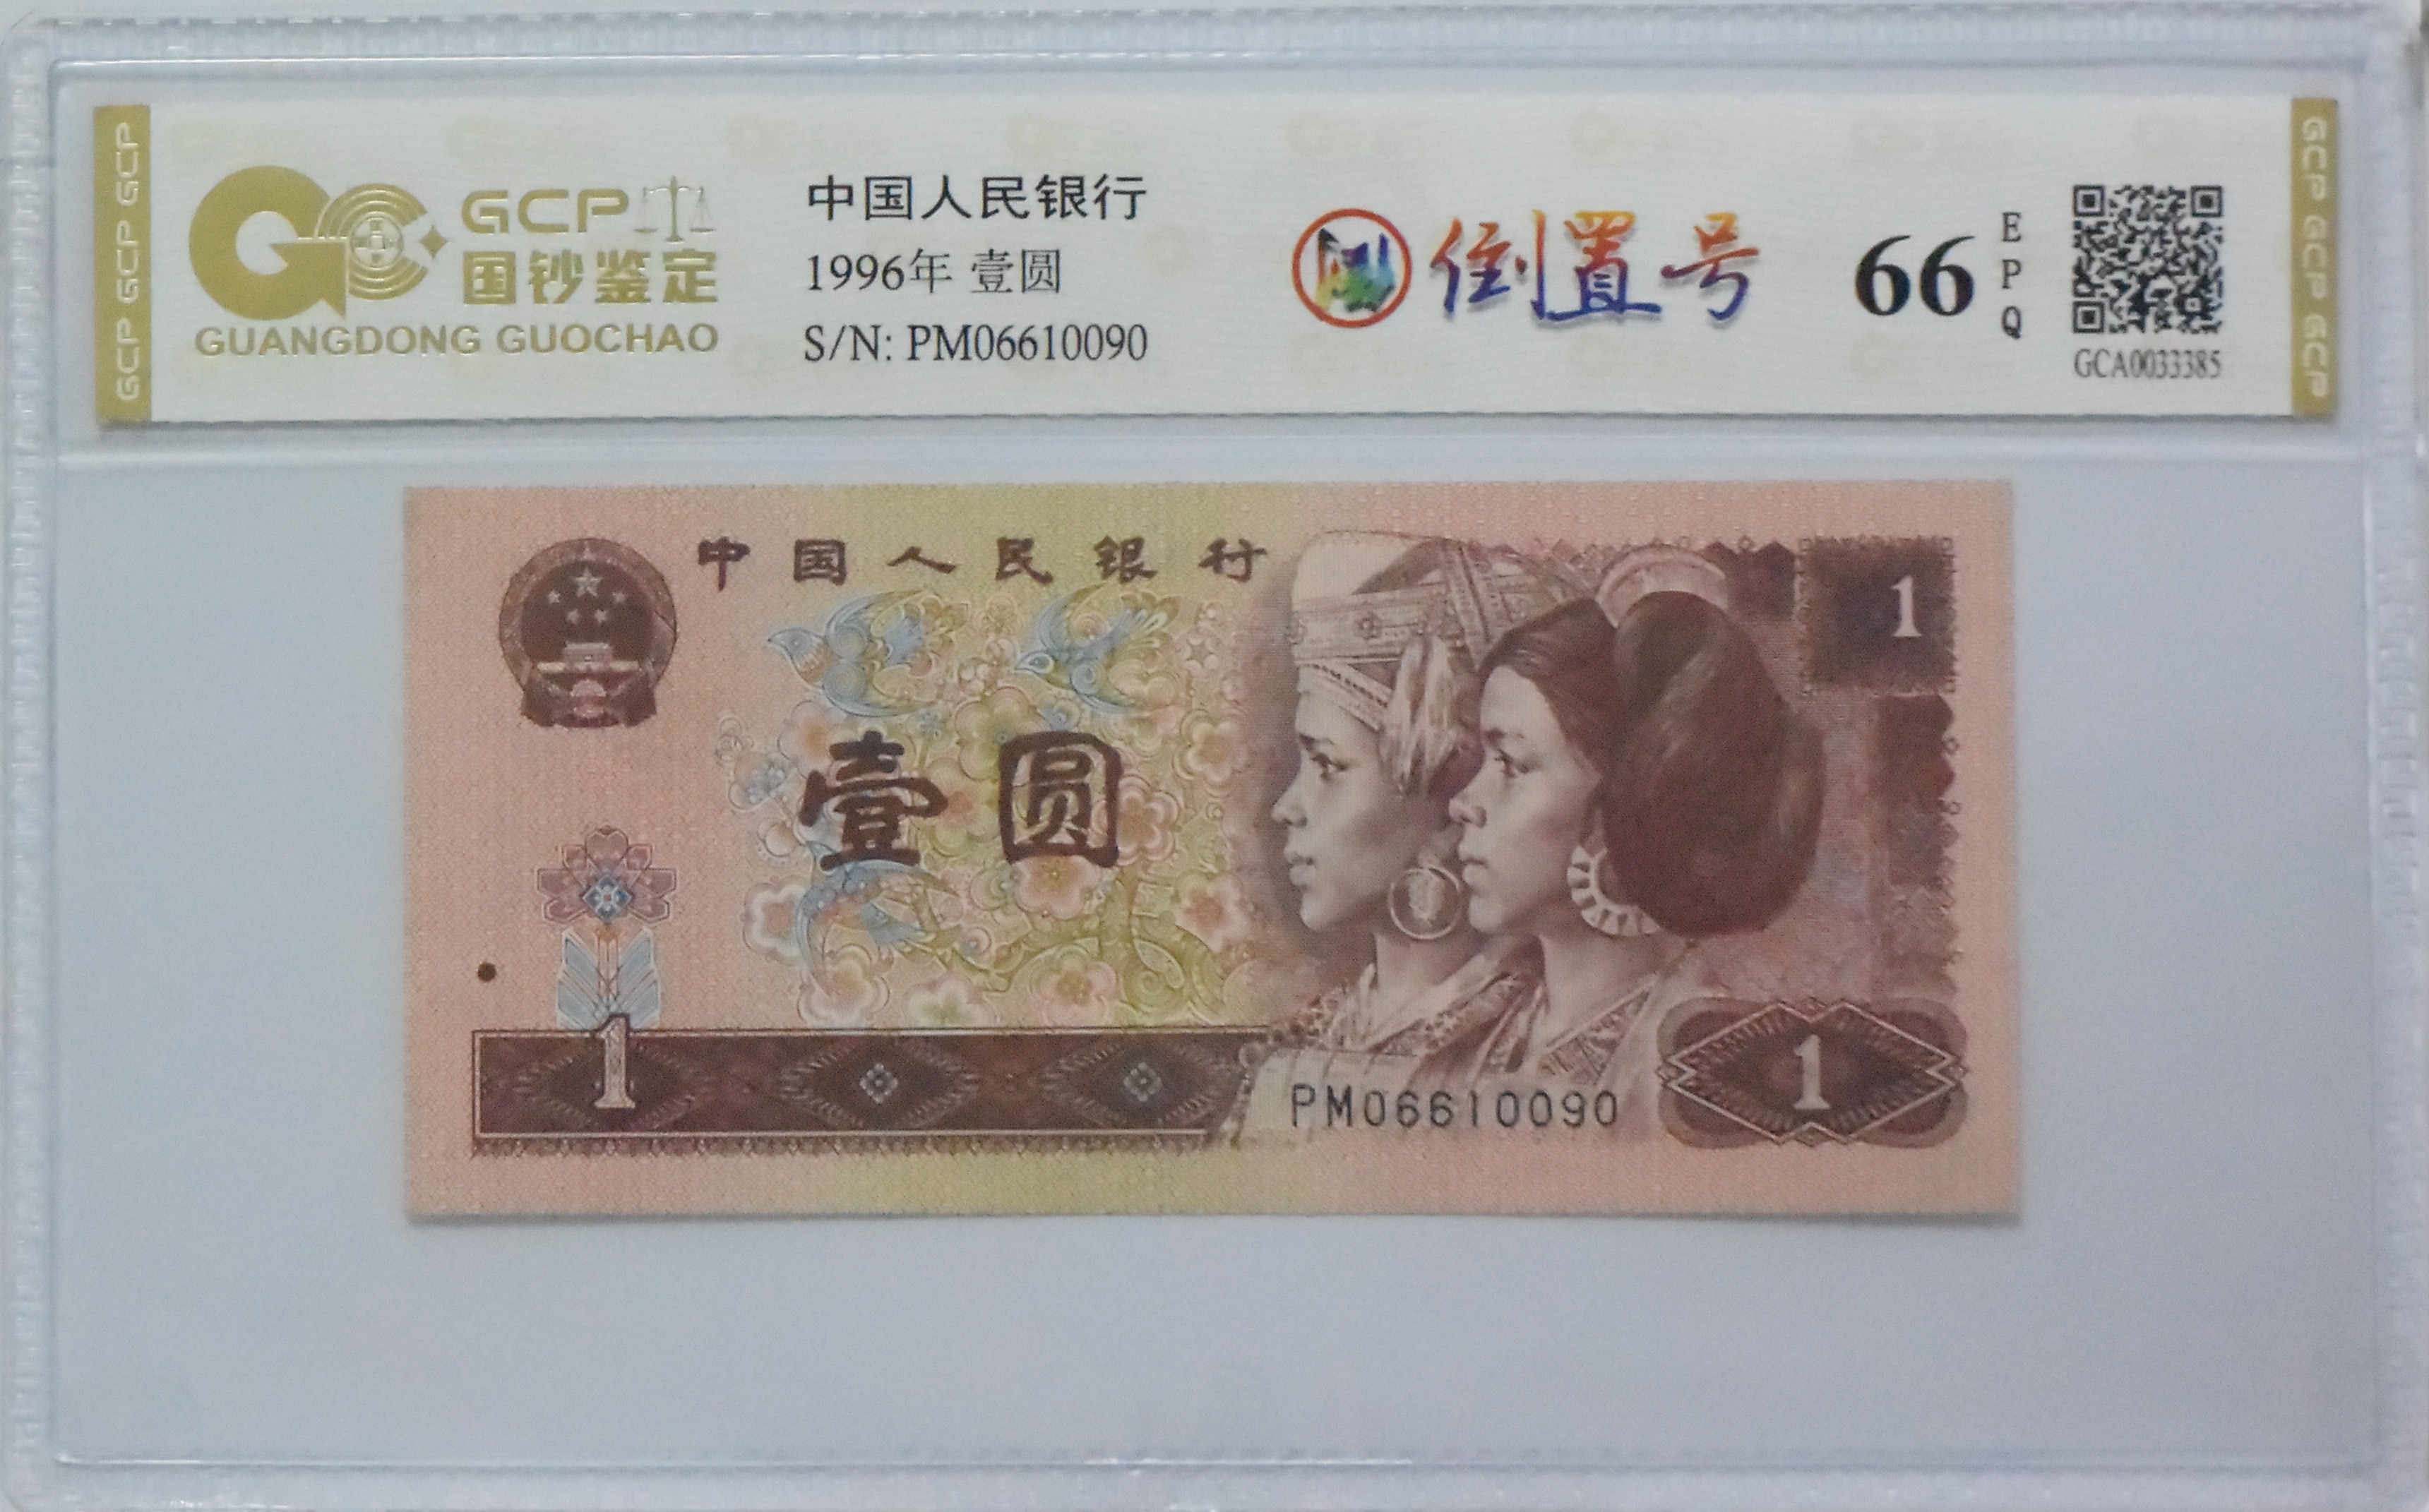 GCP GCP GCP
GCP
国钞鉴定
GUANGDONG GUOCHAO
中国人民银行
1996年 壹圆
S/N: PM06610090
倒置号
66
EPQ
GCA0033385
GCP GCP GCP
中国人民银行
1
壹圆
1
PM06610090
1